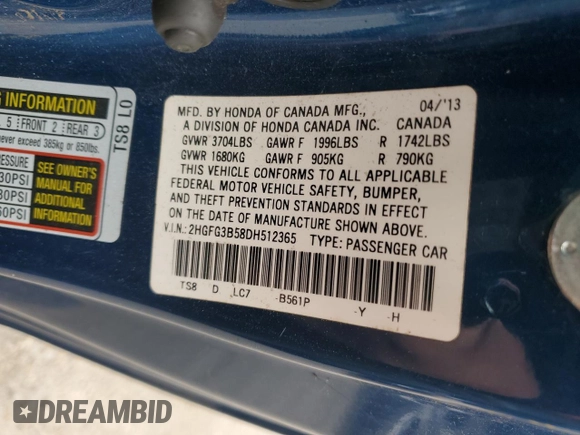 G INFORMATION
5 FRONT 2 REAR 3
never exceed 385kg or 850lbs.
PRESSURE
30PSI
30PSI
60PSI
SEE OWNER'S
MANUAL FOR
ADDITIONAL
INFORMATION
TS8 L0
MFD. BY HONDA OF CANADA MFG., 04/'13
A DIVISION OF HONDA CANADA INC. CANADA
GVWR 3704LBS GAWR F 1996LBS R 1742LBS
GVWR 1680KG GAWR F 905KG R 790KG
THIS VEHICLE CONFORMS TO ALL APPLICABLE
FEDERAL MOTOR VEHICLE SAFETY, BUMPER,
AND THEFT PREVENTION STANDARDS IN EFFECT
ON THE DATE OF MANUFACTURE SHOWN ABOVE.
V.I.N.: 2HGFG3B58DH512365 TYPE: PASSENGER CAR
TS8 D LC7 -B561P -Y -H
DREAMBID